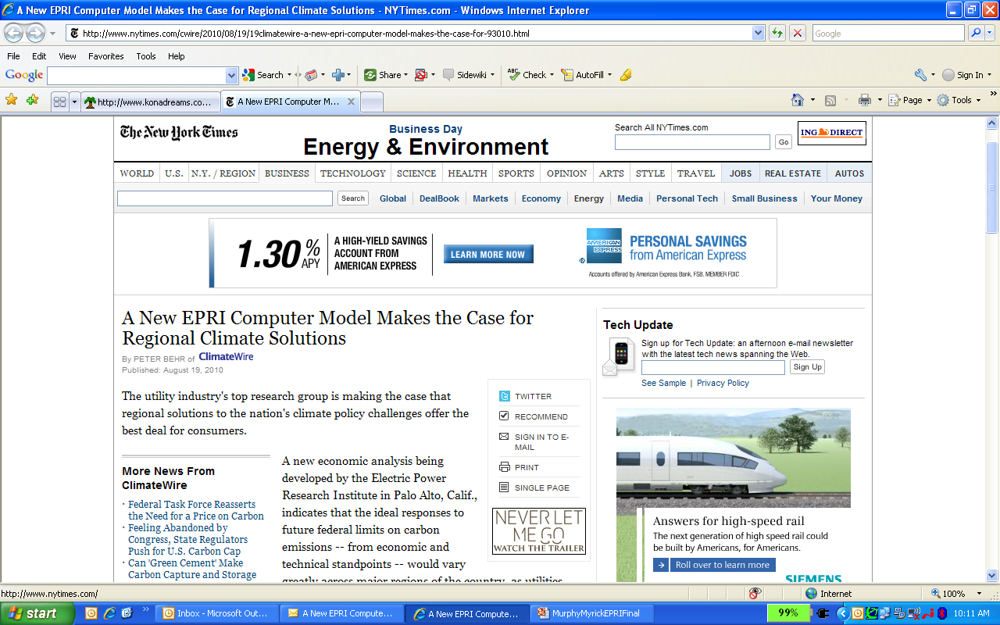 A New EPRI Computer Model Makes the Case for Regional Climate Solutions - NYTimes.com - Windows Internet Explorer
http://www.nytimes.com/cwire/2010/08/19/19climatewire-a-new-epri-computer-model-makes-the-case-for-93010.html
Google
File Edit View Favorites Tools Help
Google Search Share Sidewiki Check AutoFill Sign In
http://www.konadreams.co... A New EPRI Computer M... Page Tools
The New York Times
Business Day
Energy & Environment
Search All NYTimes.com
Go
ING DIRECT
WORLD U.S. N.Y. / REGION BUSINESS TECHNOLOGY SCIENCE HEALTH SPORTS OPINION ARTS STYLE TRAVEL JOBS REAL ESTATE AUTOS
Search Global DealBook Markets Economy Energy Media Personal Tech Small Business Your Money
1.30 % APY
A HIGH-YIELD SAVINGS
ACCOUNT FROM
AMERICAN EXPRESS
LEARN MORE NOW
AMERICAN EXPRESS
®
PERSONAL SAVINGS
from American Express
Accounts offered by American Express Bank, FSB. MEMBER FDIC
A New EPRI Computer Model Makes the Case for
Regional Climate Solutions
By PETER BEHR of ClimateWire
Published: August 19, 2010
The utility industry's top research group is making the case that
regional solutions to the nation's climate policy challenges offer the
best deal for consumers.
TWITTER
RECOMMEND
SIGN IN TO E-
MAIL
PRINT
SINGLE PAGE
NEVER LET
ME GO
WATCH THE TRAILER
More News From
ClimateWire
· Federal Task Force Reasserts
the Need for a Price on Carbon
· Feeling Abandoned by
Congress, State Regulators
Push for U.S. Carbon Cap
· Can 'Green Cement' Make
Carbon Capture and Storage
A new economic analysis being
developed by the Electric Power
Research Institute in Palo Alto, Calif.,
indicates that the ideal responses to
future federal limits on carbon
emissions -- from economic and
technical standpoints -- would vary
greatly across major regions of the country, as utilities
Tech Update
Sign up for Tech Update: an afternoon e-mail newsletter
with the latest tech news spanning the Web.
Sign Up
See Sample | Privacy Policy
Answers for high-speed rail
The next generation of high speed rail could
be built by Americans, for Americans.
Roll over to learn more
SIEMENS
http://www.nytimes.com/ Internet 100%
start Inbox - Microsoft Out... A New EPRI Compute... A New EPRI Compute... MurphyMyrickEPRIFinal 99% 10:11 AM